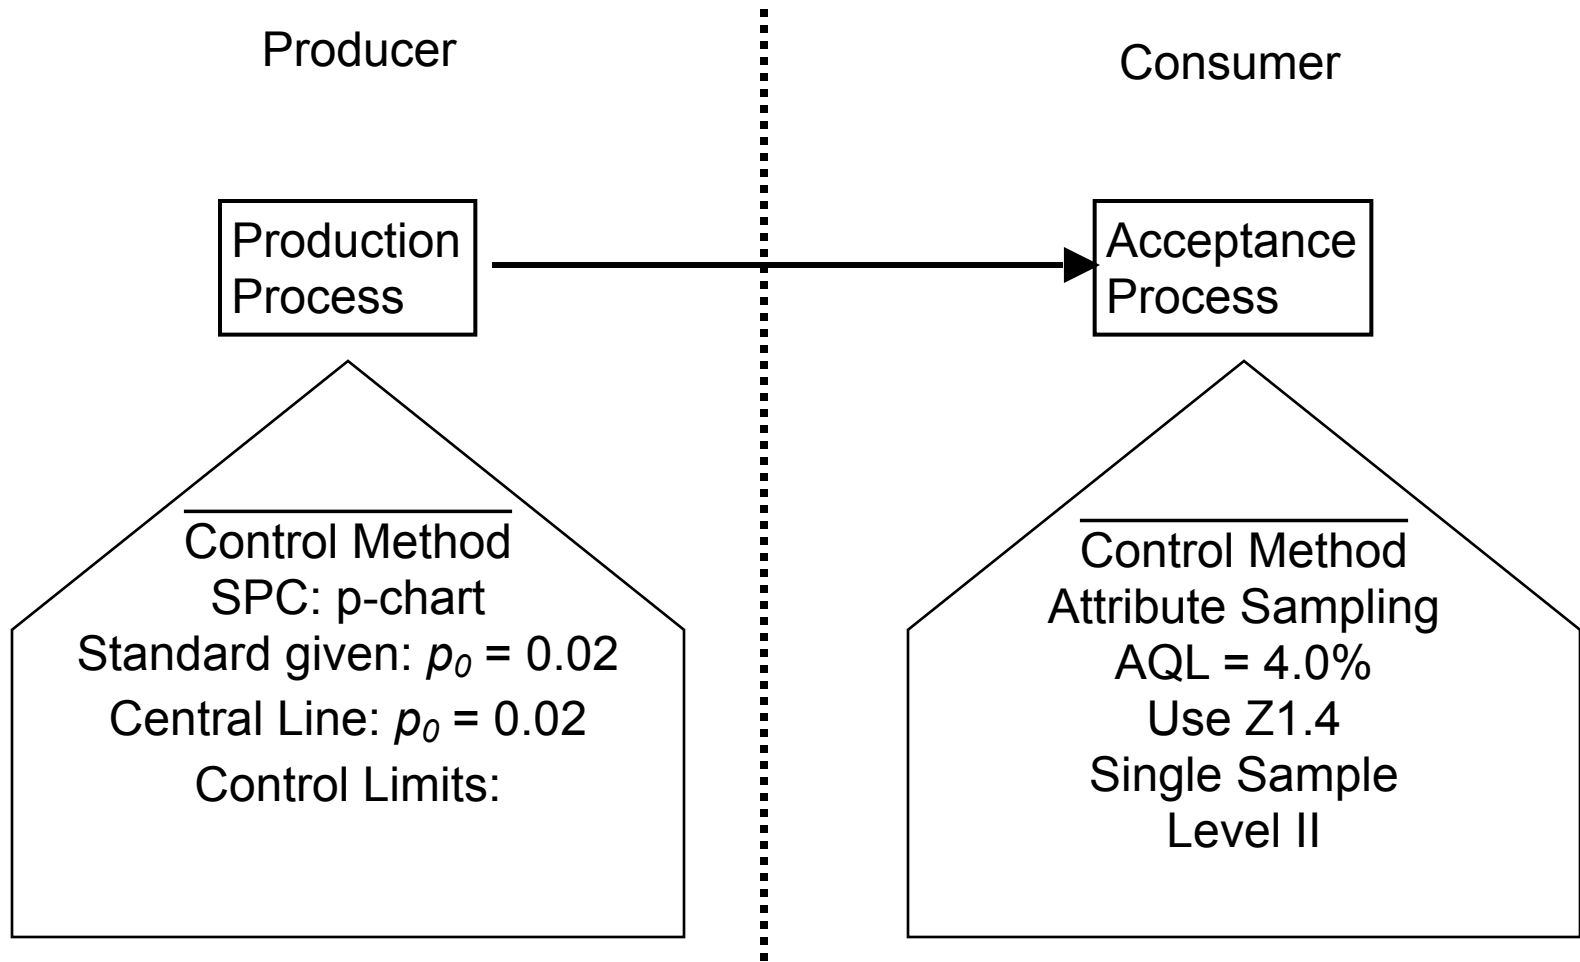 Producer
Consumer
Production
Process
Acceptance
Process
Control Method
SPC: p-chart
Standard given: p₀ = 0.02
Central Line: p₀ = 0.02
Control Limits:
Control Method
Attribute Sampling
AQL = 4.0%
Use Z1.4
Single Sample
Level II